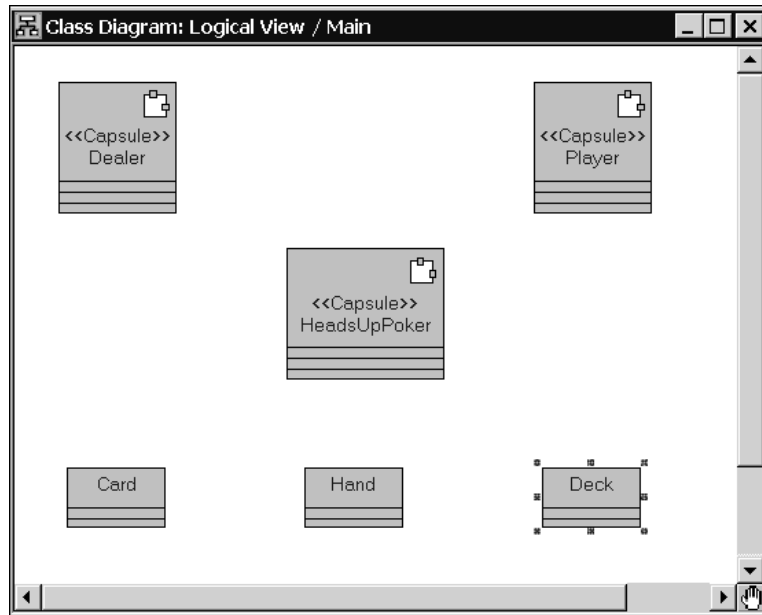 Class Diagram: Logical View / Main
<<Capsule>>
Dealer
<<Capsule>>
Player
<<Capsule>>
HeadsUpPoker
Card
Hand
Deck